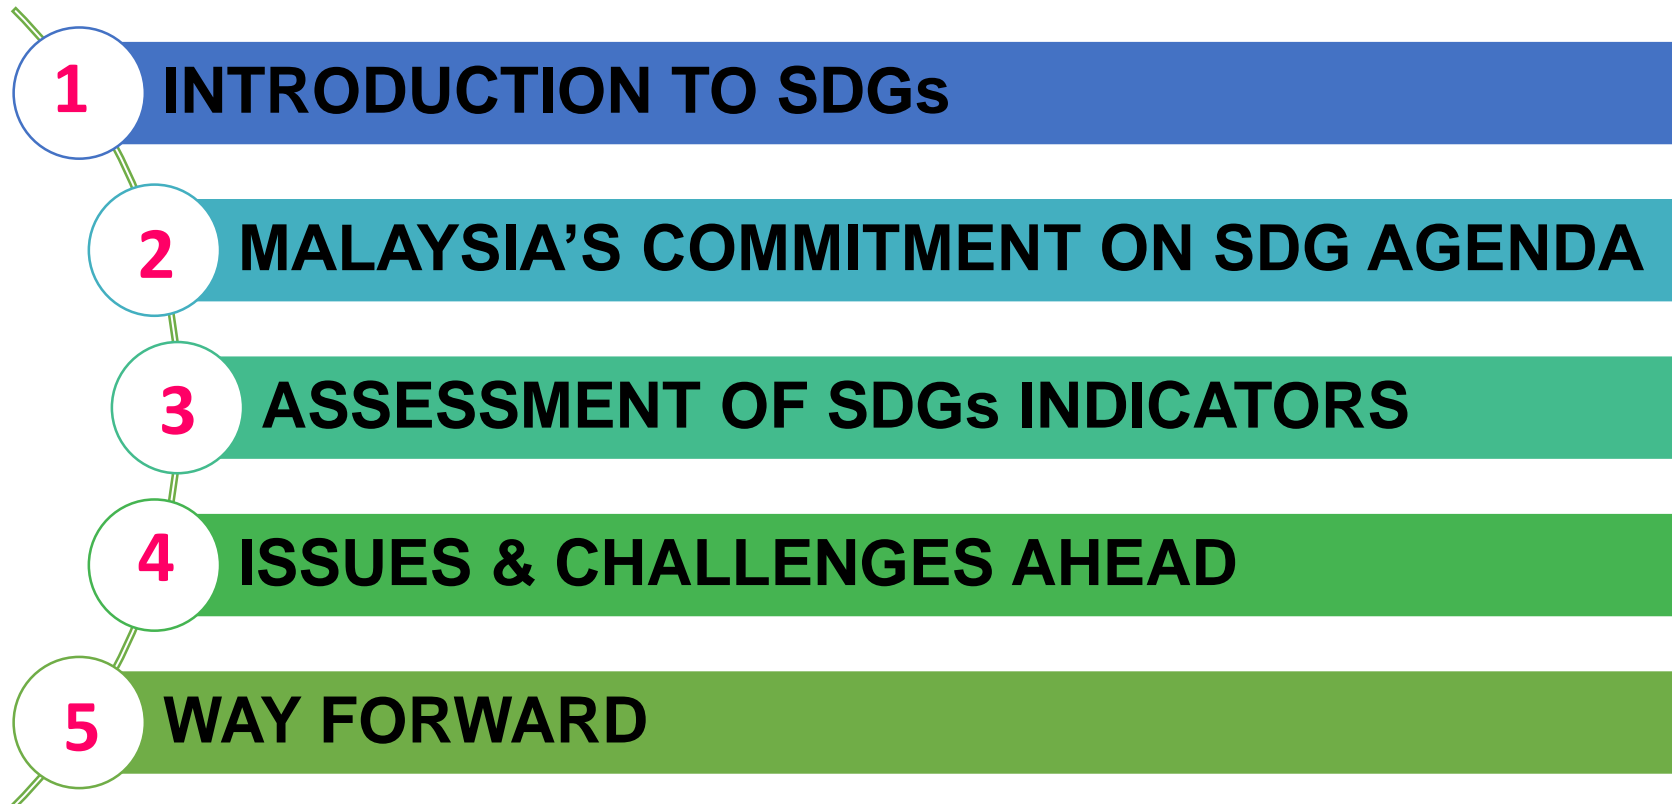 1 INTRODUCTION TO SDGs
2 MALAYSIA’S COMMITMENT ON SDG AGENDA
3 ASSESSMENT OF SDGs INDICATORS
4 ISSUES & CHALLENGES AHEAD
5 WAY FORWARD